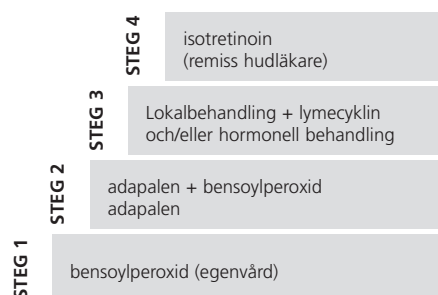 STEG 4
isotretinoin
(remiss hudläkare)
STEG 3
Lokalbehandling + lymecyklin
och/eller hormonell behandling
STEG 2
adapalen + bensoylperoxid
adapalen
STEG 1
bensoylperoxid (egenvård)